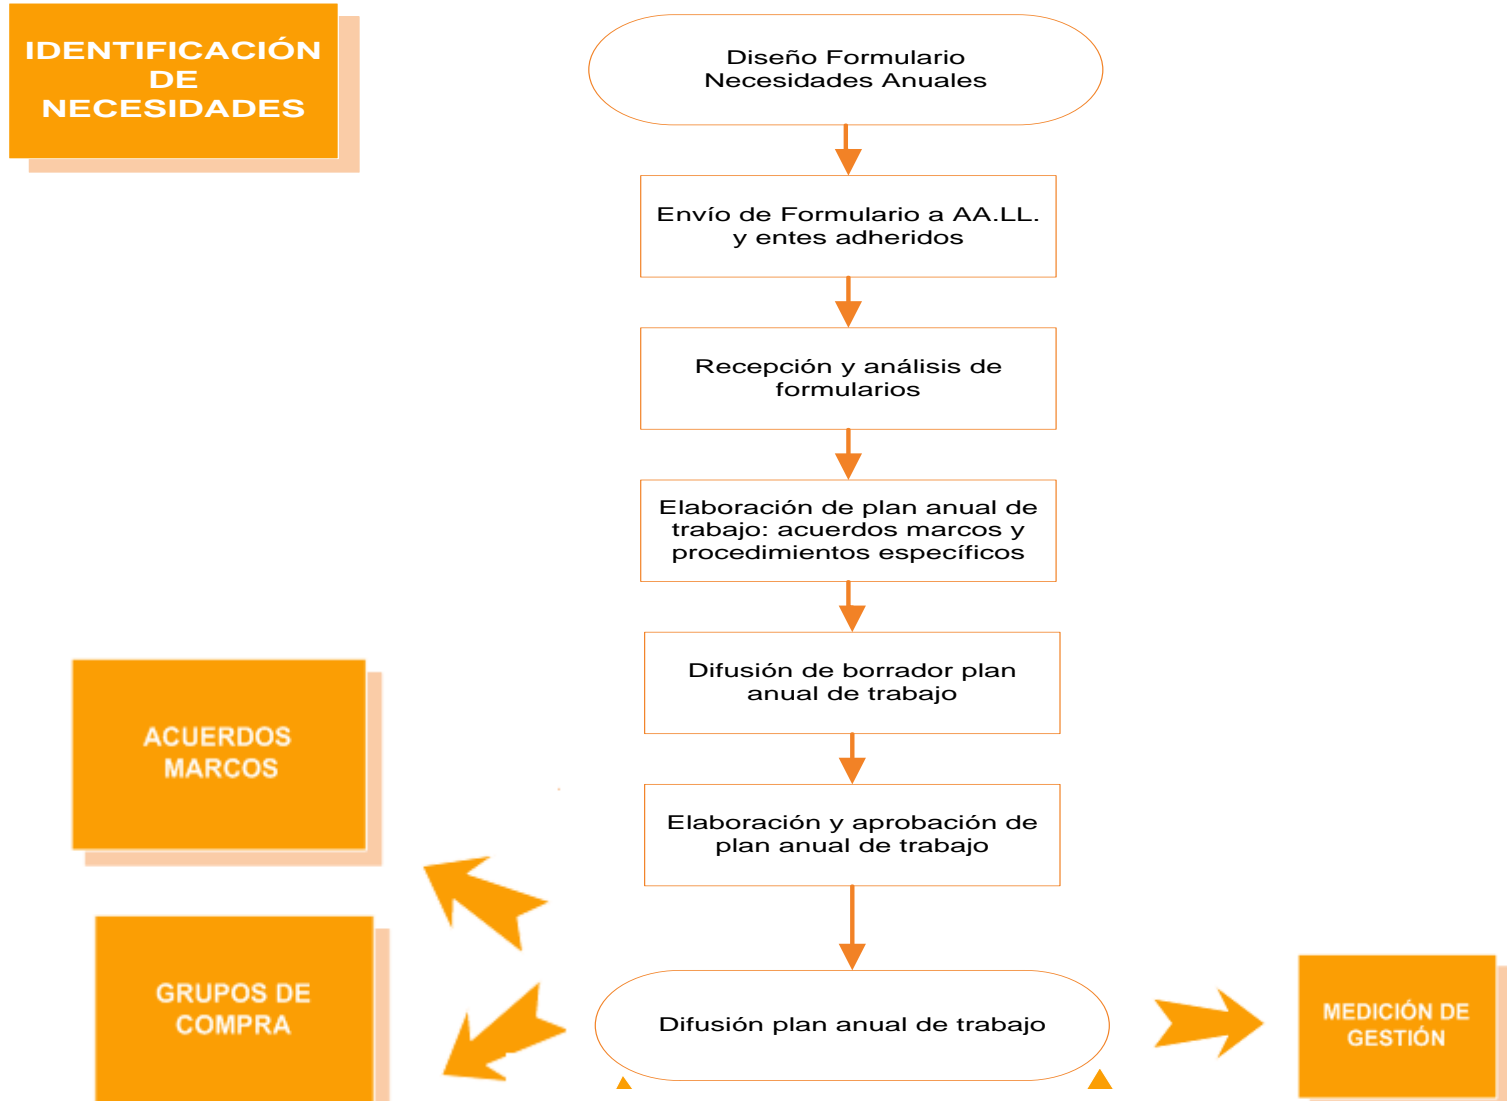 IDENTIFICACIÓN
DE
NECESIDADES
Diseño Formulario
Necesidades Anuales
Envío de Formulario a AA.LL.
y entes adheridos
Recepción y análisis de
formularios
Elaboración de plan anual de
trabajo: acuerdos marcos y
procedimientos específicos
Difusión de borrador plan
anual de trabajo
ACUERDOS
MARCOS
Elaboración y aprobación de
plan anual de trabajo
GRUPOS DE
COMPRA
Difusión plan anual de trabajo
MEDICIÓN DE
GESTIÓN